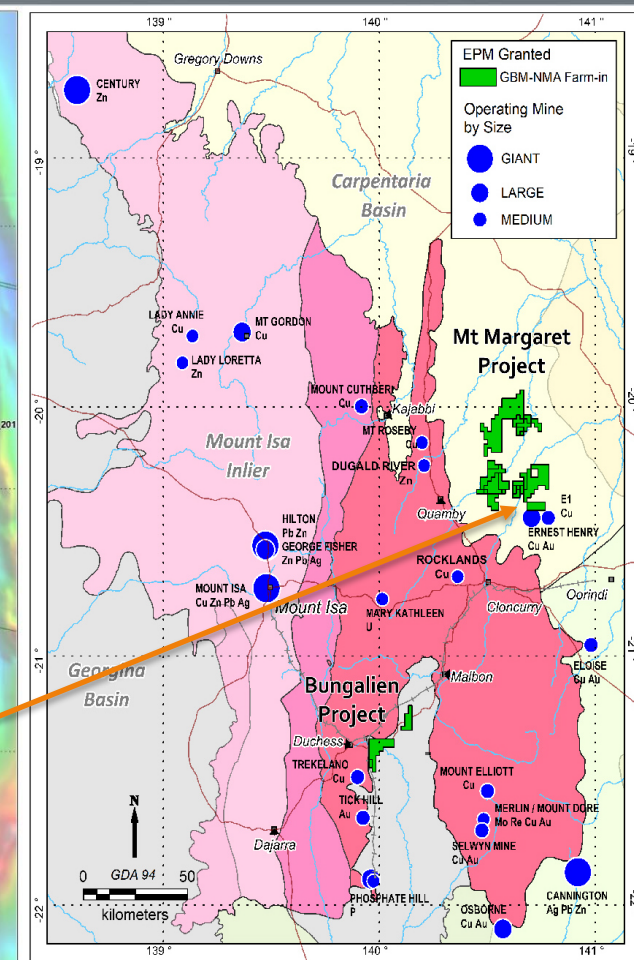 139 °
140 °
141 °
Gregory Downs
CENTURY
Zn
EPM Granted
GBM-NMA Farm-in
Operating Mine
by Size
GIANT
LARGE
MEDIUM
-19°
Carpentaria
Basin
LADY ANNIE
Cu
MT GORDON
Cu
LADY LORETTA
Zn
Mt Margaret
Project
MOUNT CUTHBERT
Cu
-20°
Kajabbi
201
MT ROSEBY
Cu
DUGALD RIVER
Zn
Mount Isa
Inlier
Quamby
E1
Cu
ERNEST HENRY
Cu Au
HILTON
Pb Zn
GEORGE FISHER
Zn Pb Ag
ROCKLANDS
Cu
MOUNT ISA
Cu Zn Pb Ag
Mount Isa
MARY KATHLEEN
U
Cloncurry
Oorindi
-21°
ELOISE
Cu Au
Georgina
Basin
Malbon
Bungalien
Project
Duchess
TREKELANO
Cu
MOUNT ELLIOTT
Cu
TICK HILL
Au
MERLIN / MOUNT DORE
Mo Re Cu Au
SELWYN MINE
Cu Au
N
Dajarra
0 GDA 94 50
kilometers
PHOSPHATE HILL
P
CANNINGTON
Ag Pb Zn
OSBORNE
Cu Au
-22°
139 °
140 °
141 °